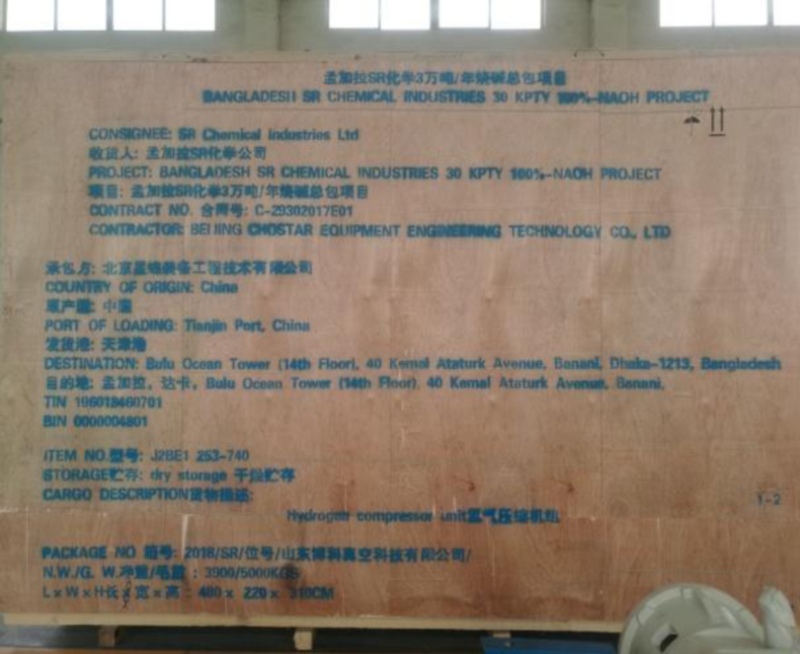 孟加拉SR化学3万吨/年烧碱总包项目
BANGLADESH SR CHEMICAL INDUSTRIES 30 KPTY 100%-NAOH PROJECT
CONSIGNEE: SR Chemical Industries Ltd
收货人: 孟加拉SR化学公司
PROJECT: BANGLADESH SR CHEMICAL INDUSTRIES 30 KPTY 100%-NAOH PROJECT
项目: 孟加拉SR化学3万吨/年烧碱总包项目
CONTRACT NO. 合同号: C-29302017E01
CONTRACTOR: BEIJING CHOSTAR EQUIPMENT ENGINEERING TECHNOLOGY CO., LTD
承包方: 北京星锦装备工程技术有限公司
COUNTRY OF ORIGIN: China
原产国: 中国
PORT OF LOADING: Tianjin Port, China
发货港: 天津港
DESTINATION: Bulu Ocean Tower (14th Floor), 40 Kemal Ataturk Avenue, Banani, Dhaka-1213, Bangladesh
目的地: 孟加拉, 达卡, Bulu Ocean Tower (14th Floor), 40 Kemal Ataturk Avenue, Banani,
TIN 196018460701
BIN 0000004801
ITEM NO.型号: J2BE1 253-740
STORAGE贮存: dry storage 干燥贮存
CARGO DESCRIPTION货物描述:
1-2
Hydrogen compressor unit氢气压缩机组
PACKAGE NO 箱号: 2018/SR/位号/山东博科真空科技有限公司/
N.W./G. W.净重/毛重 : 3900/5000KGS
L x W x H长 x 宽 x 高 : 480 x 220 x 310CM